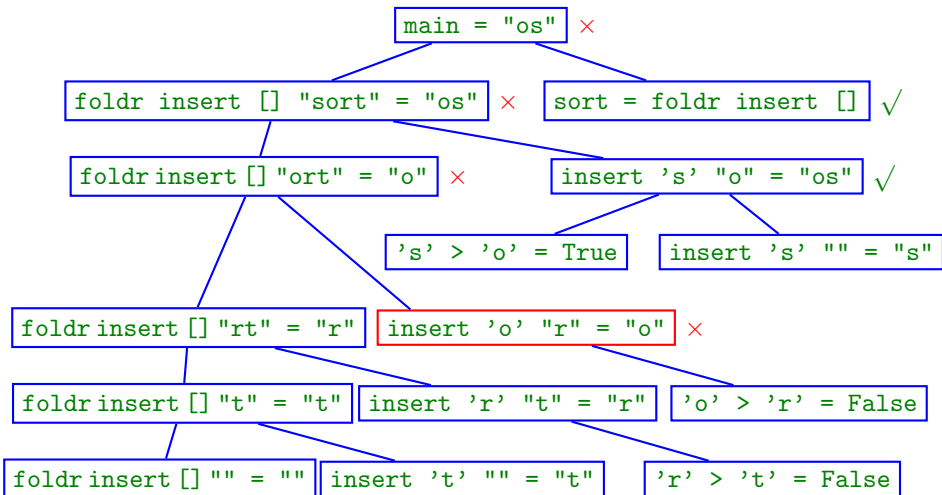 main = "os" ×
foldr insert [] "sort" = "os" × sort = foldr insert [] √
foldr insert [] "ort" = "o" × insert 's' "o" = "os" √
's' > 'o' = True insert 's' "" = "s"
foldr insert [] "rt" = "r" insert 'o' "r" = "o" ×
foldr insert [] "t" = "t" insert 'r' "t" = "r" 'o' > 'r' = False
foldr insert [] "" = "" insert 't' "" = "t" 'r' > 't' = False